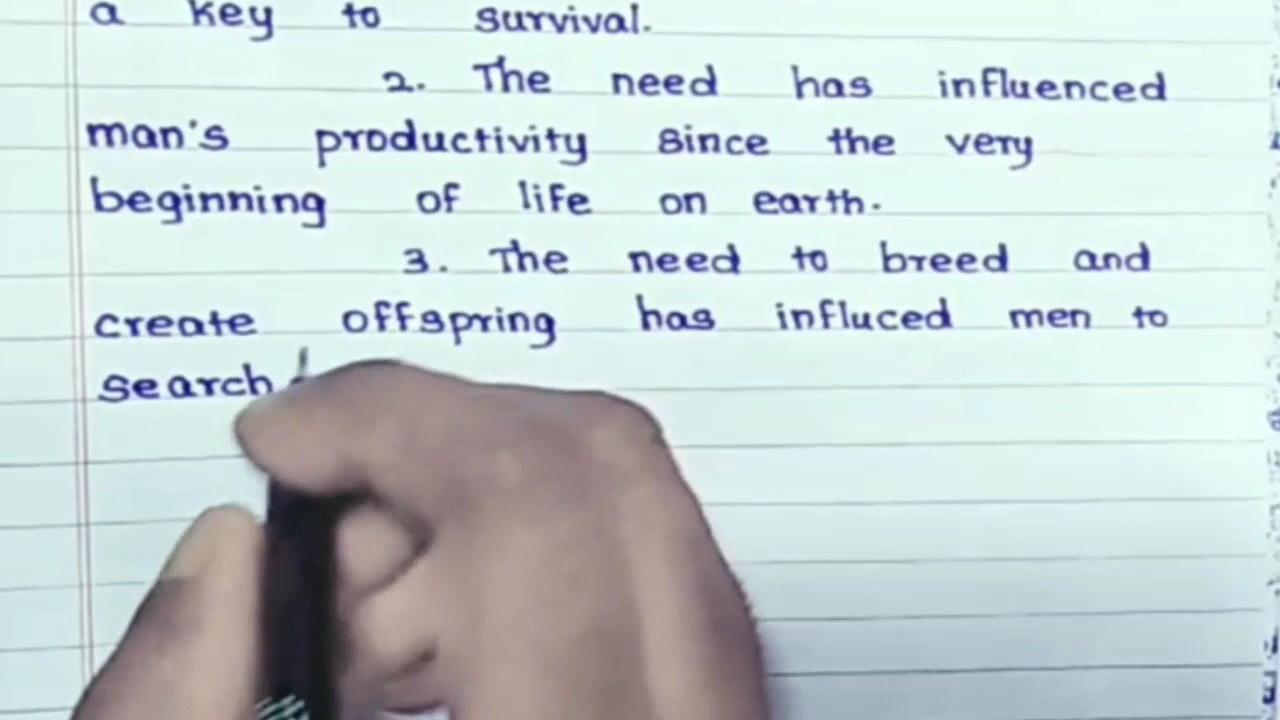 a key to survival.
2. The need has influenced
man's productivity since the very
beginning of life on earth.
3. The need to breed and
create offspring has influced men to
search